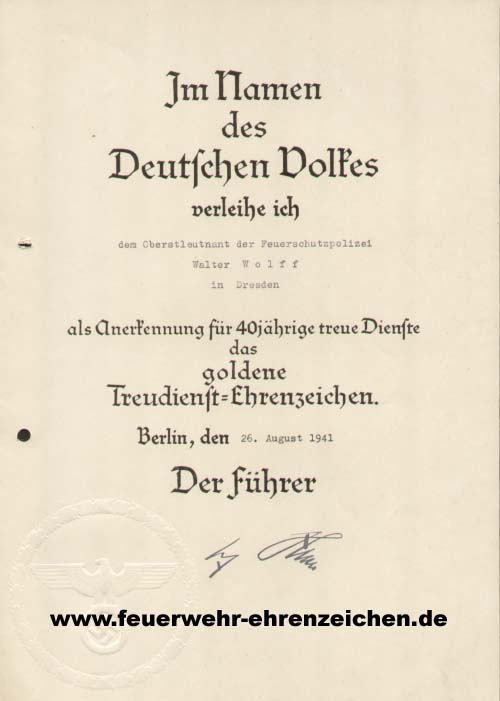 Im Namen
des
Deutschen Volkes
verleihe ich
dem Oberstleutnant der Feuerschutzpolizei
Walter W o l f f
in Dresden
als Anerkennung für 40jährige treue Dienste
das
goldene
Treudienst=Ehrenzeichen.
Berlin, den 26. August 1941
Der Führer
www.feuerwehr-ehrenzeichen.de